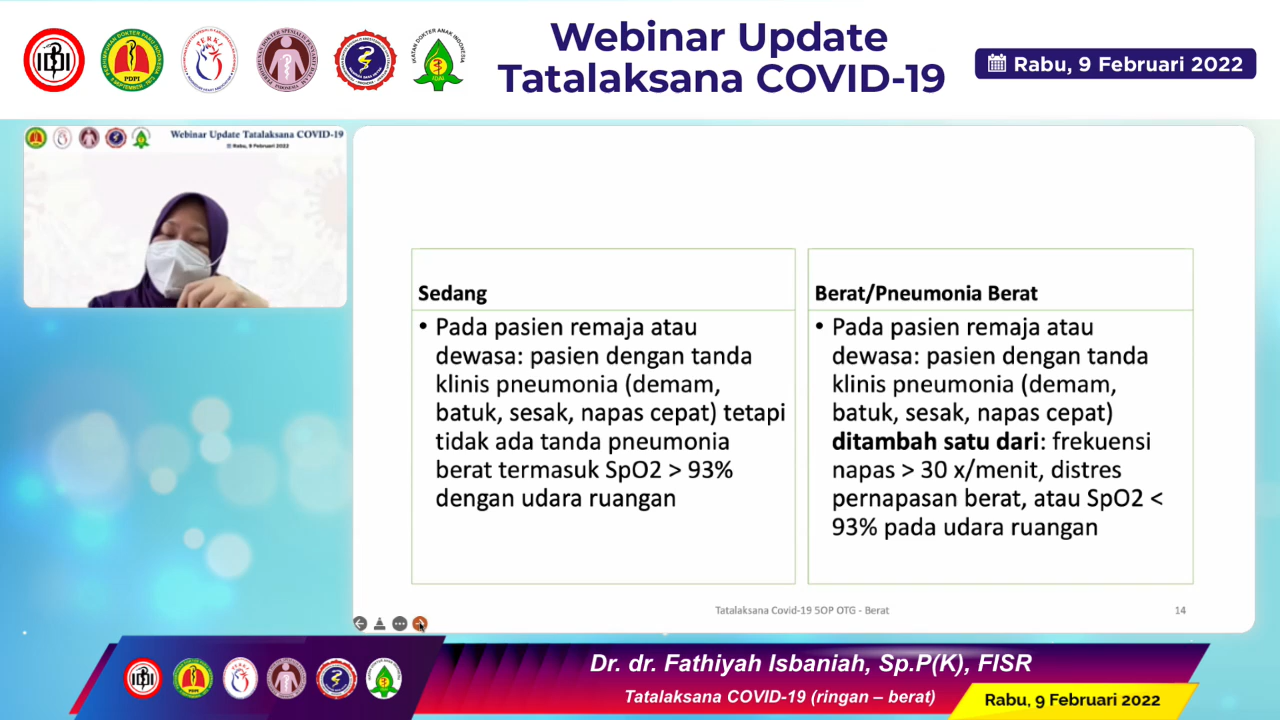 Webinar Update
Tatalaksana COVID-19
Rabu, 9 Februari 2022
Webinar Update Tatalaksana COVID-19
Rabu, 9 Februari 2022
Sedang
• Pada pasien remaja atau
dewasa: pasien dengan tanda
klinis pneumonia (demam,
batuk, sesak, napas cepat) tetapi
tidak ada tanda pneumonia
berat termasuk SpO2 > 93%
dengan udara ruangan
Berat/Pneumonia Berat
• Pada pasien remaja atau
dewasa: pasien dengan tanda
klinis pneumonia (demam,
batuk, sesak, napas cepat)
ditambah satu dari: frekuensi
napas > 30 x/menit, distres
pernapasan berat, atau SpO2 <
93% pada udara ruangan
Tatalaksana Covid-19 5OP OTG - Berat
14
Dr. dr. Fathiyah Isbaniah, Sp.P(K), FISR
Tatalaksana COVID-19 (ringan – berat)
Rabu, 9 Februari 2022